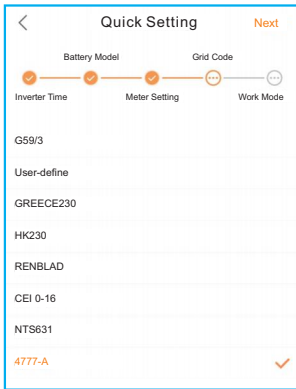 Quick Setting Next
Battery Model Grid Code
Inverter Time Meter Setting Work Mode
G59/3
User-define
GREECE230
HK230
RENBLAD
CEI 0-16
NTS631
4777-A